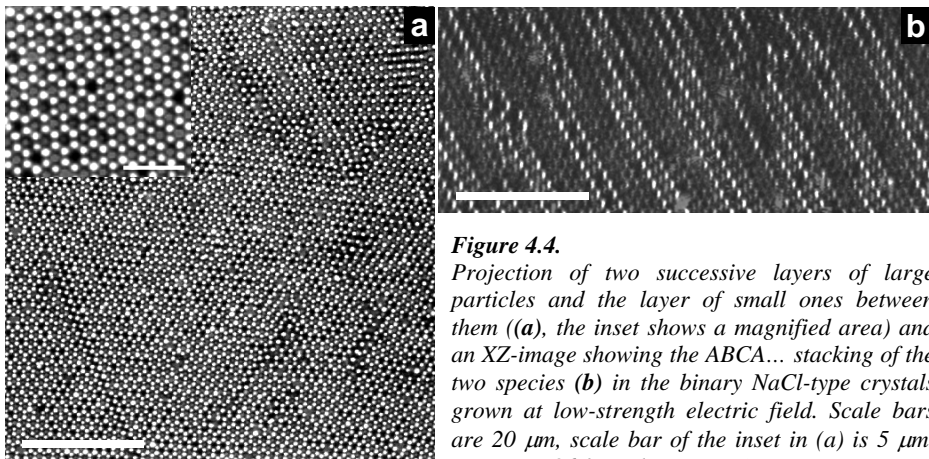 a
b
Figure 4.4.
Projection of two successive layers of large
particles and the layer of small ones between
them ((a), the inset shows a magnified area) and
an XZ-image showing the ABCA… stacking of the
two species (b) in the binary NaCl-type crystals
grown at low-strength electric field. Scale bars
are 20 μm, scale bar of the inset in (a) is 5 μm